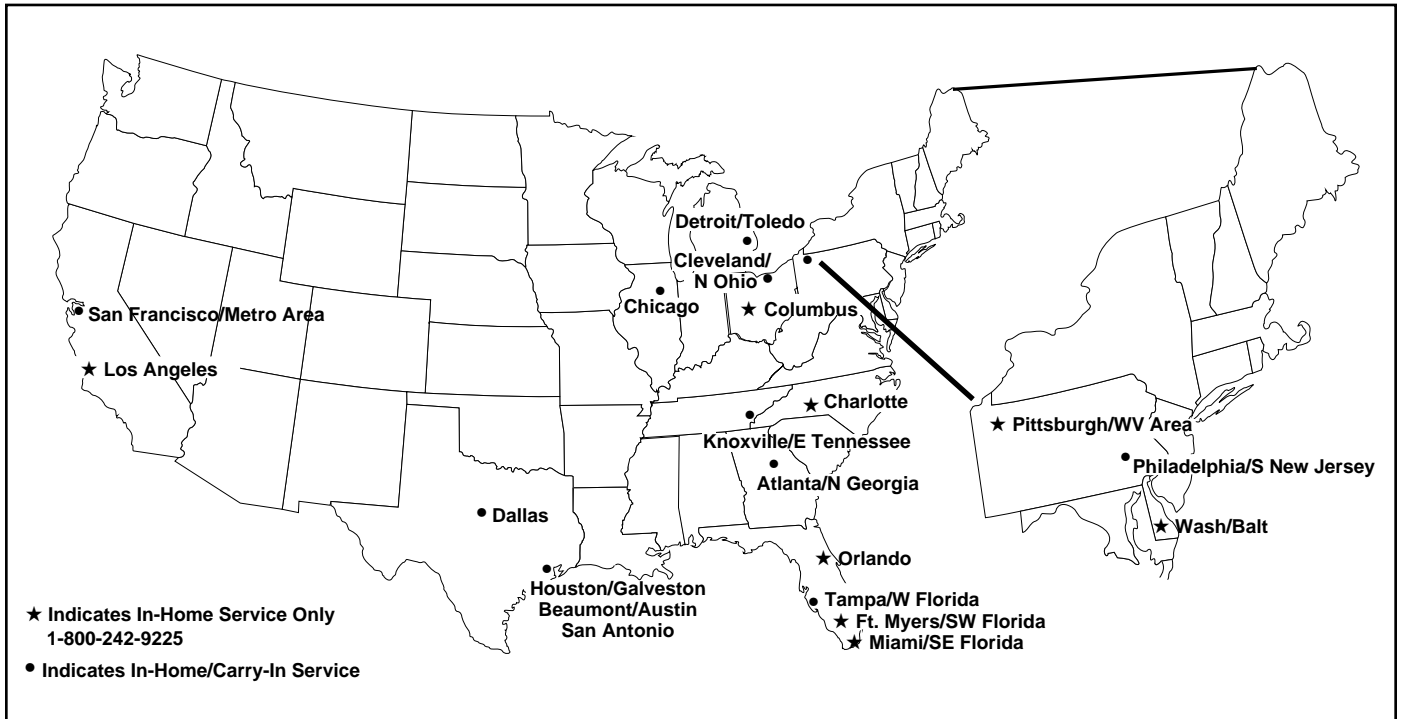 Detroit/Toledo
Cleveland/
N Ohio
Chicago
Columbus
San Francisco/Metro Area
Los Angeles
Charlotte
Knoxville/E Tennessee
Atlanta/N Georgia
Pittsburgh/WV Area
Philadelphia/S New Jersey
Wash/Balt
Dallas
Orlando
Houston/Galveston
Beaumont/Austin
San Antonio
Tampa/W Florida
Ft. Myers/SW Florida
Miami/SE Florida
★ Indicates In-Home Service Only
1-800-242-9225
• Indicates In-Home/Carry-In Service